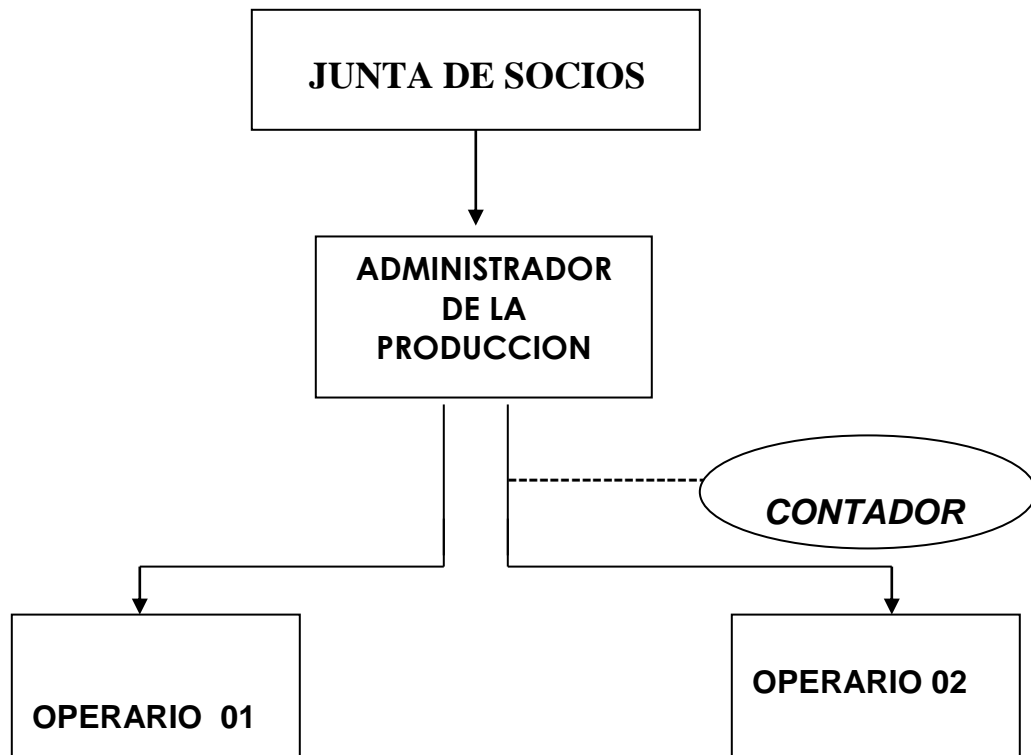 JUNTA DE SOCIOS
ADMINISTRADOR
DE LA
PRODUCCION
CONTADOR
OPERARIO 01
OPERARIO 02